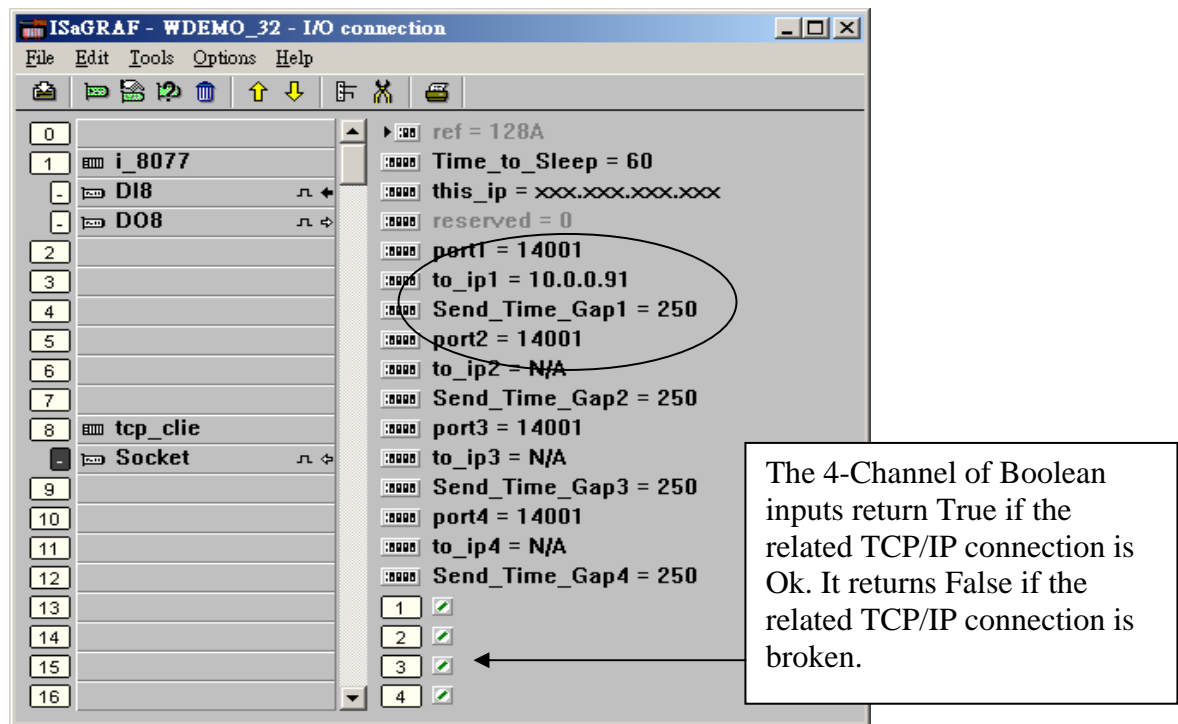 ISaGRAF - WDEMO_32 - I/O connection
File Edit Tools Options Help
0
1 i_8077
- DI8
- DO8
2
3
4
5
6
7
8 tcp_clie
- Socket
9
10
11
12
13
14
15
16
ref = 128A
Time_to_Sleep = 60
this_ip = xxx.xxx.xxx.xxx
reserved = 0
port1 = 14001
to_ip1 = 10.0.0.91
Send_Time_Gap1 = 250
port2 = 14001
to_ip2 = N/A
Send_Time_Gap2 = 250
port3 = 14001
to_ip3 = N/A
Send_Time_Gap3 = 250
port4 = 14001
to_ip4 = N/A
Send_Time_Gap4 = 250
1
2
3
4
The 4-Channel of Boolean
inputs return True if the
related TCP/IP connection is
Ok. It returns False if the
related TCP/IP connection is
broken.